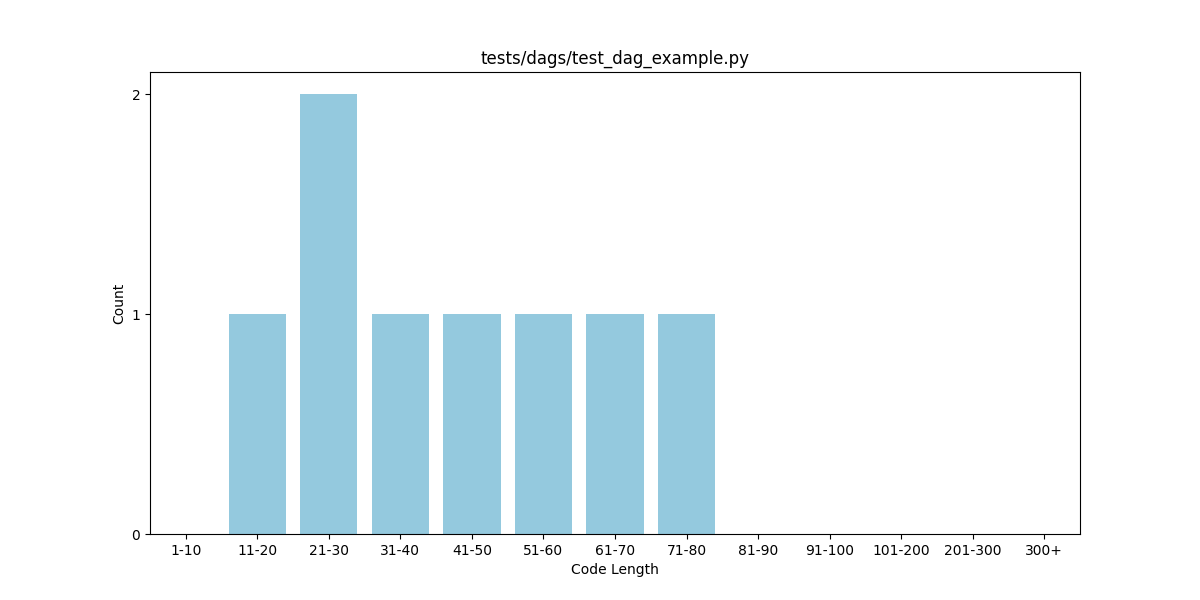 tests/dags/test_dag_example.py
Count
2
1
0
1-10 11-20 21-30 31-40 41-50 51-60 61-70 71-80 81-90 91-100 101-200 201-300 300+
Code Length